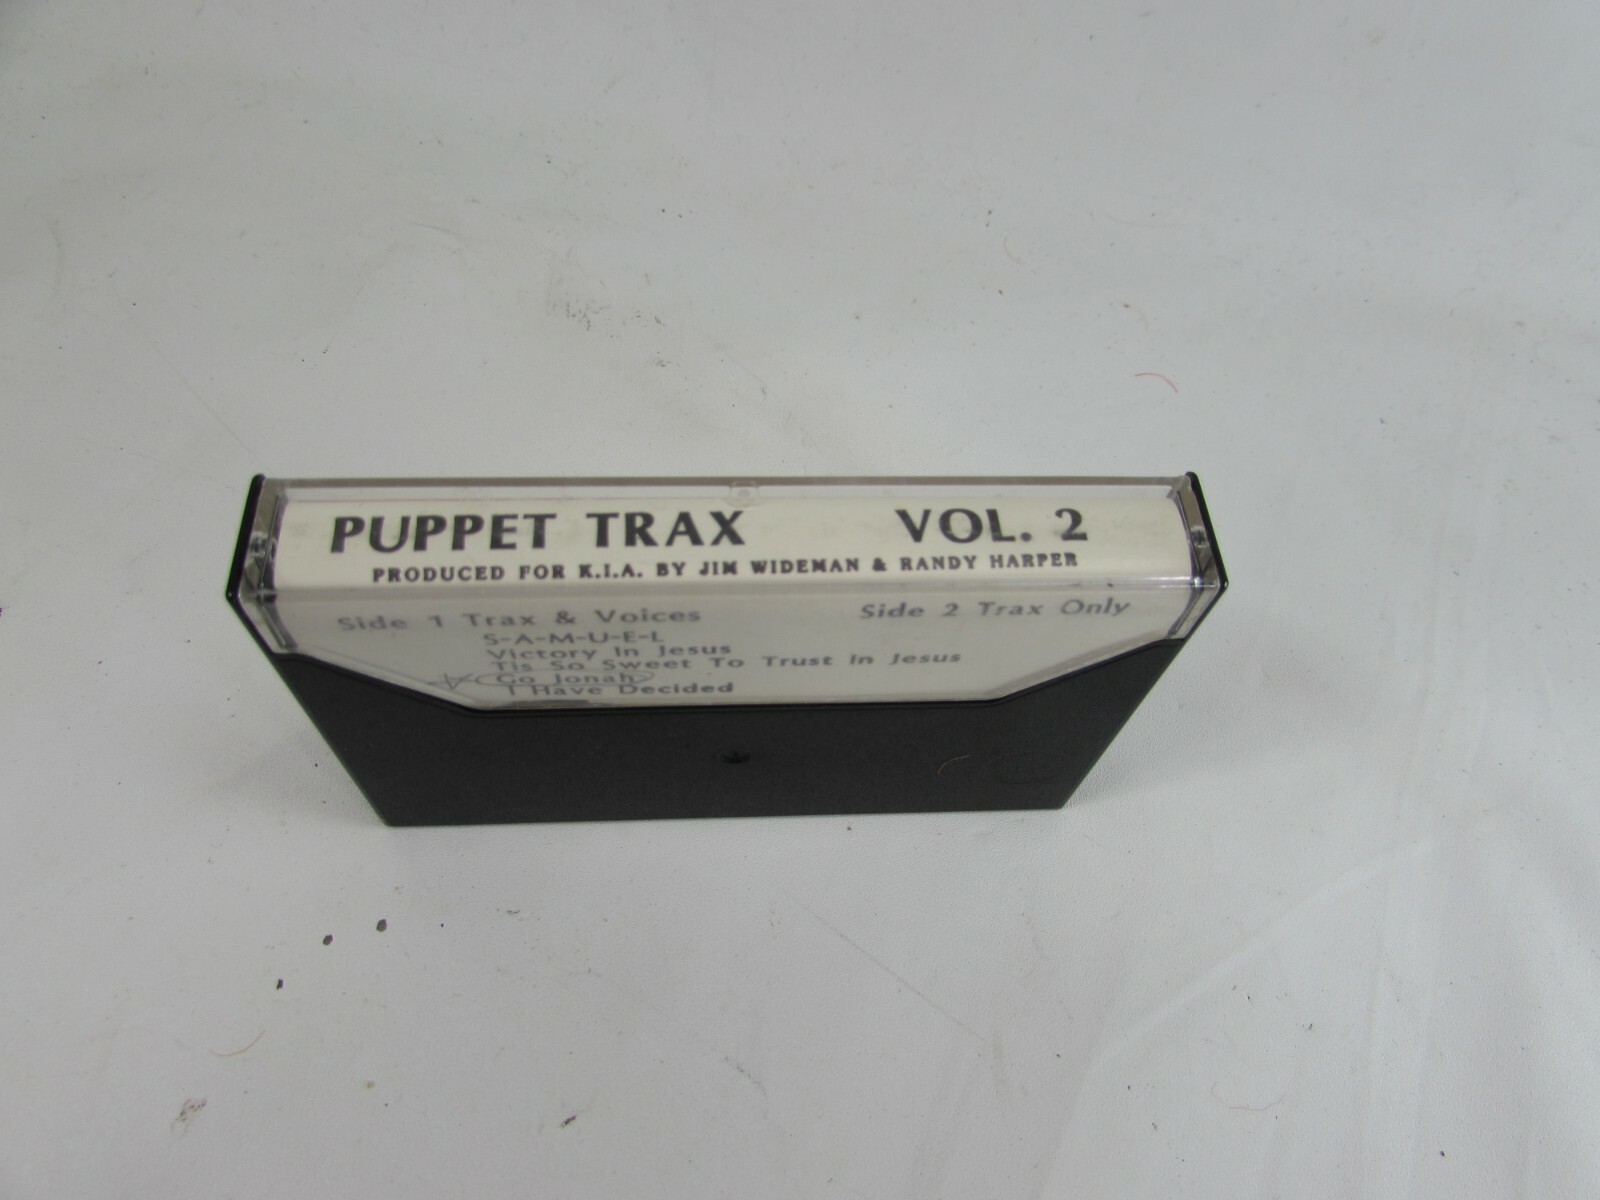 PUPPET TRAX VOL. 2
PRODUCED FOR K.I.A. BY JIM WIDEMAN & RANDY HARPER
Side 1 Trax & Voices Side 2 Trax Only
S-A-M-U-E-L
Victory In Jesus
Tis So Sweet To Trust In Jesus
Go Jonah
I Have Decided